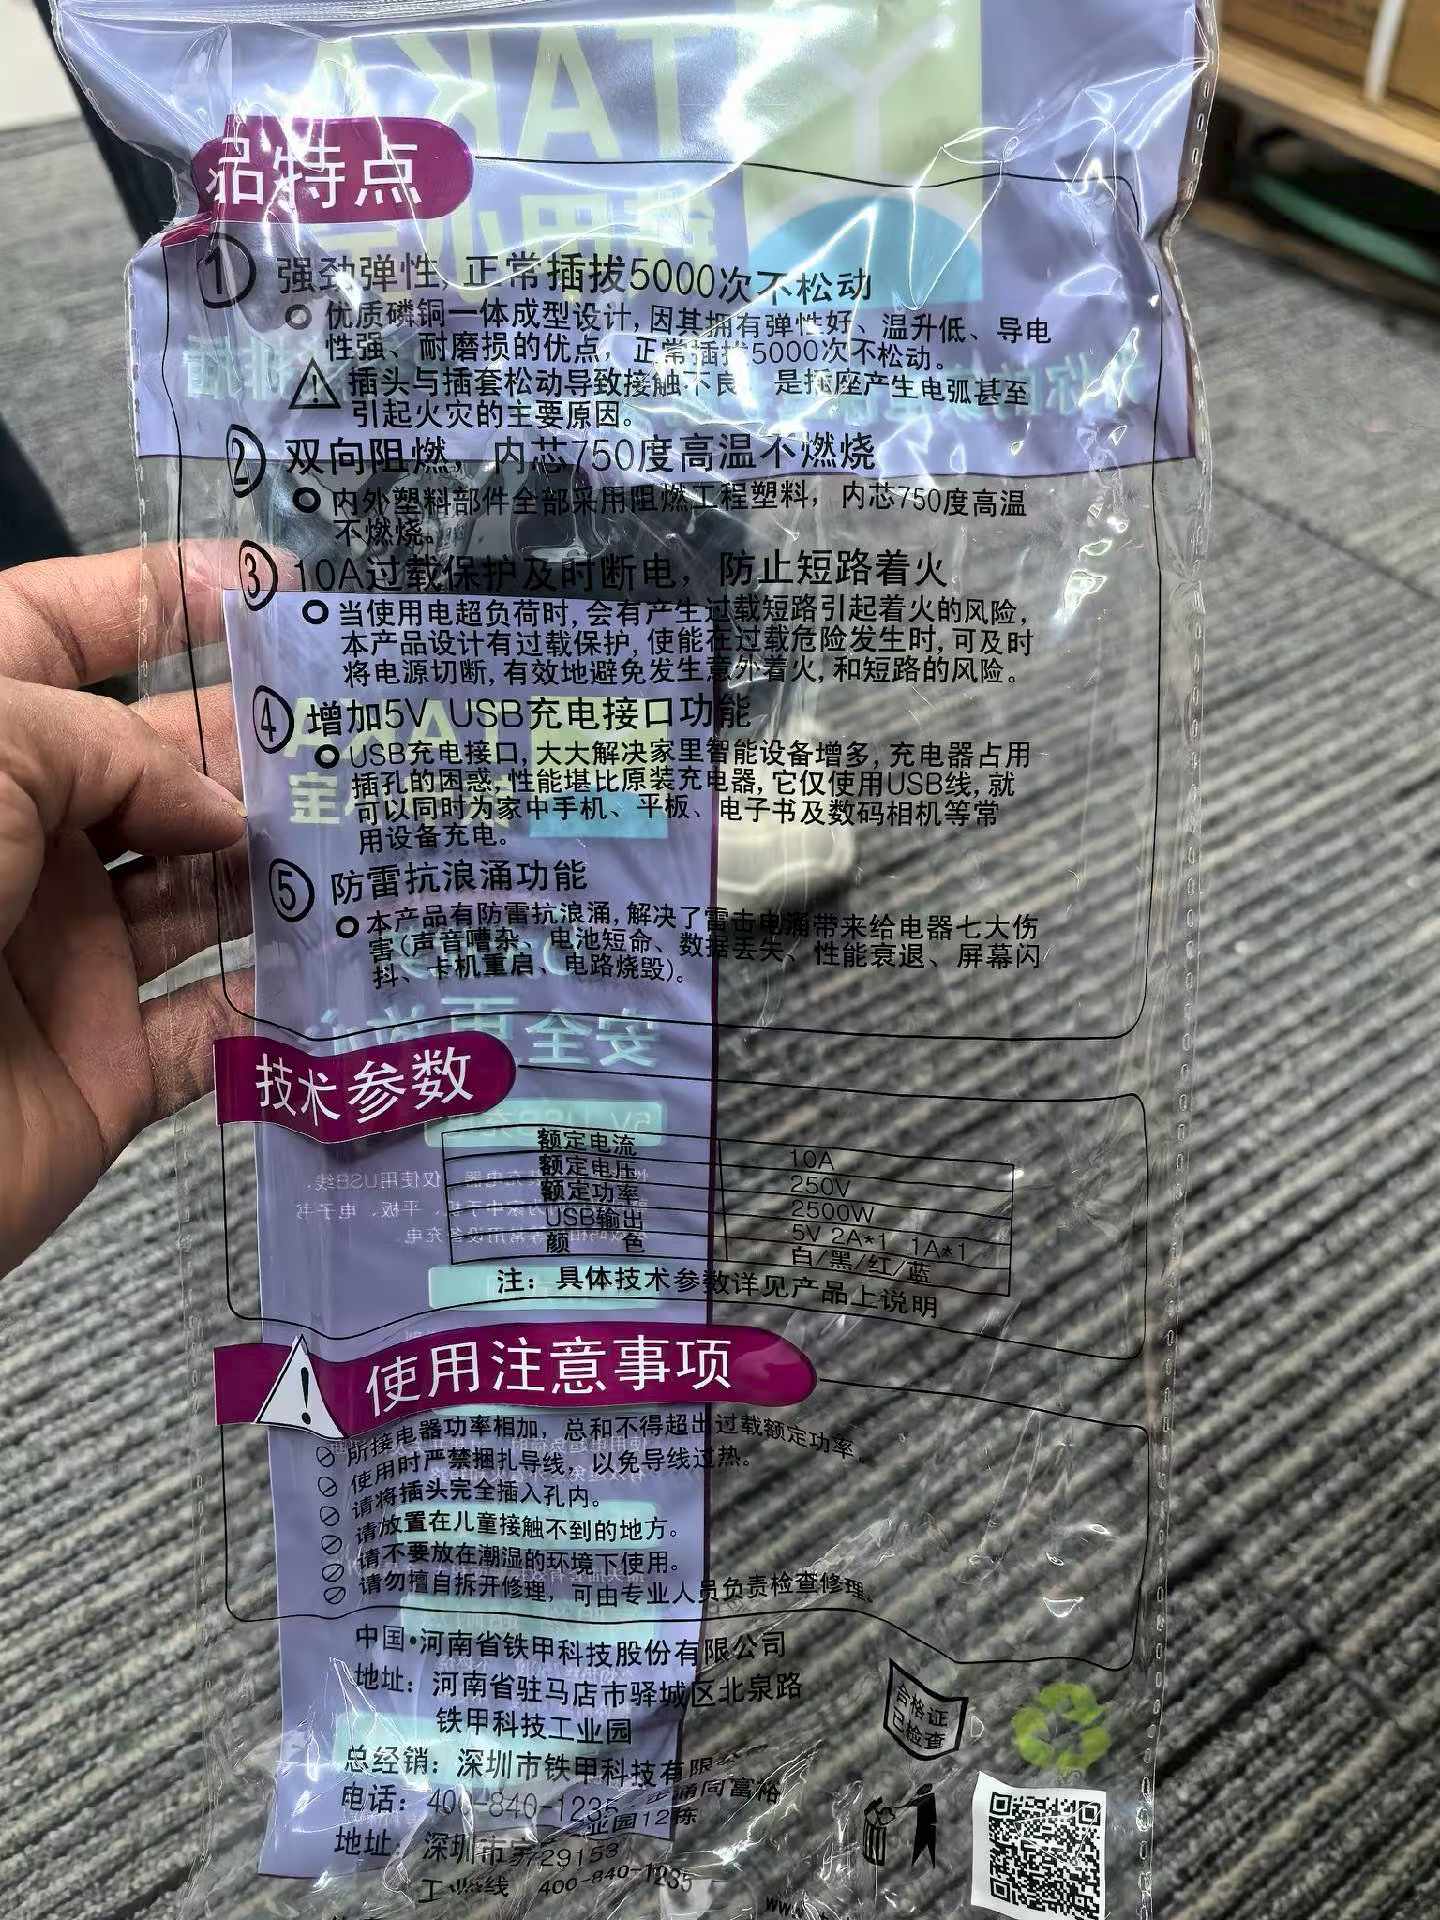 品特点
① 强劲弹性,正常插拔5000次不松动
优质磷铜一体成型设计,因其拥有弹性好、温升低、导电
性强、耐磨损的优点,正常插拔5000次不松动。
插头与插套松动导致接触不良,是插座产生电弧甚至
引起火灾的主要原因。
② 双向阻燃,内芯750度高温不燃烧
内外塑料部件全部采用阻燃工程塑料,内芯750度高温
不燃烧。
③ 10A过载保护及时断电,防止短路着火
当使用电超负荷时,会有产生过载短路引起着火的风险,
本产品设计有过载保护,使能在过载危险发生时,可及时
将电源切断,有效地避免发生意外着火,和短路的风险。
④ 增加5V USB充电接口功能
USB充电接口,大大解决家里智能设备增多,充电器占用
插孔的困惑,性能堪比原装充电器,它仅使用USB线,就
可以同时为家中手机、平板、电子书及数码相机等常
用设备充电。
⑤ 防雷抗浪涌功能
本产品有防雷抗浪涌,解决了雷击电涌带来给电器七大伤
害(声音嘈杂、电池短命、数据丢失、性能衰退、屏幕闪
抖、卡机重启、电路烧毁)。
技术参数
额定电流 10A
额定电压 250V
额定功率 2500W
USB输出 5V 2A*1 1A*1
颜 色 白/黑/红/蓝
注：具体技术参数详见产品上说明
使用注意事项
所接电器功率相加，总和不得超出过载额定功率。
使用时严禁捆扎导线，以免导线过热。
请将插头完全插入孔内。
请放置在儿童接触不到的地方。
请不要放在潮湿的环境下使用。
请勿擅自拆开修理，可由专业人员负责检查修理。
中国·河南省铁甲科技股份有限公司
地址：河南省驻马店市驿城区北泉路
铁甲科技工业园
总经销：深圳市铁甲科技有限公
电话：400-840-1235
地址：深圳市宝
富裕
业园12栋
29153
400-840-1235
合格证
已检查